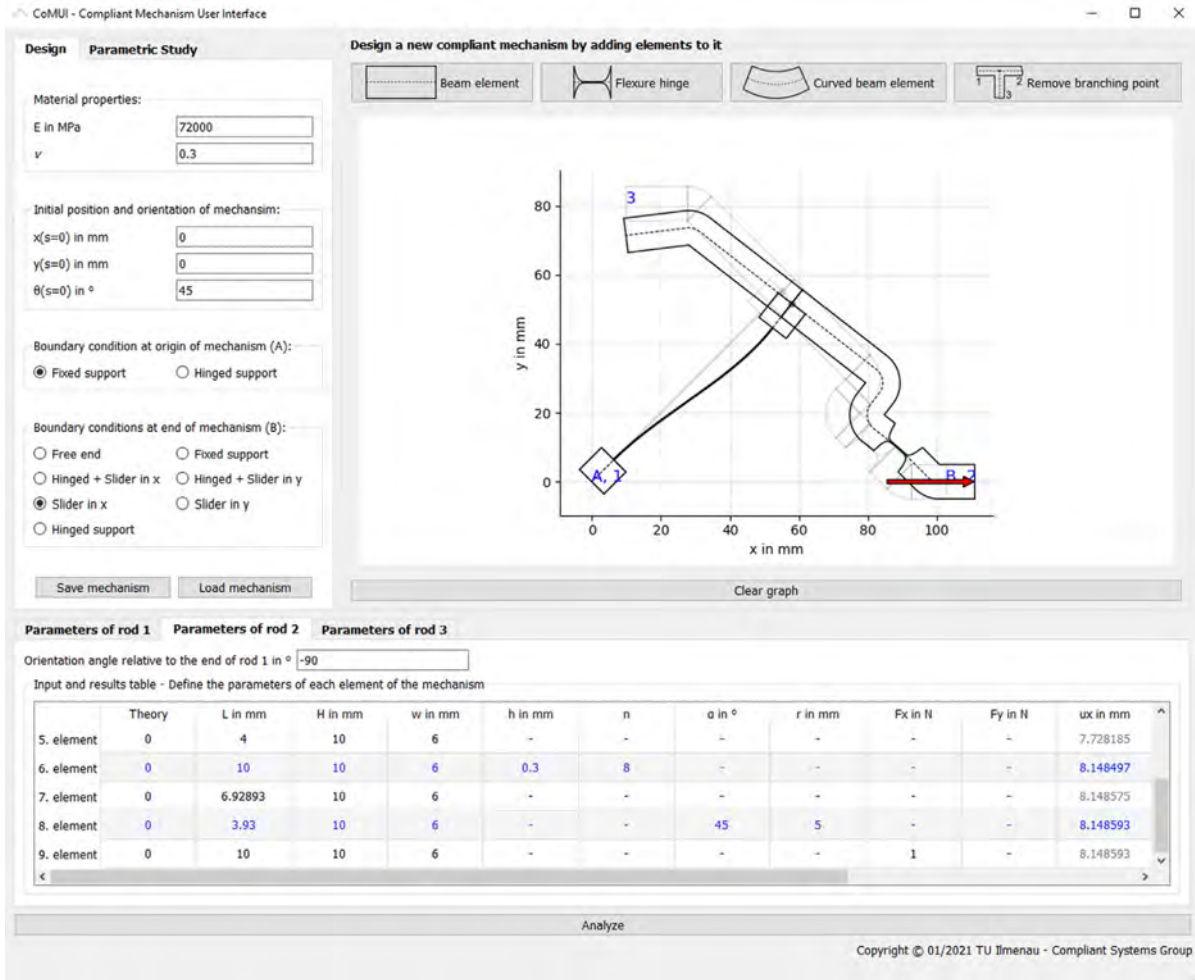 CoMUI - Compliant Mechanism User Interface
Design Parametric Study
Design a new compliant mechanism by adding elements to it
Beam element
Flexure hinge
Curved beam element
1 2 3 Remove branching point
Material properties:
E in MPa 72000
ν 0.3
Initial position and orientation of mechansim:
x(s=0) in mm 0
y(s=0) in mm 0
θ(s=0) in ° 45
Boundary condition at origin of mechanism (A):
Fixed support Hinged support
Boundary conditions at end of mechanism (B):
Free end Fixed support
Hinged + Slider in x Hinged + Slider in y
Slider in x Slider in y
Hinged support
Save mechanism Load mechanism
y in mm
80
60
40
20
0
3
A, 1
B, 2
0 20 40 60 80 100
x in mm
Clear graph
Parameters of rod 1 Parameters of rod 2 Parameters of rod 3
Orientation angle relative to the end of rod 1 in ° -90
Input and results table - Define the parameters of each element of the mechanism
Theory L in mm H in mm w in mm h in mm n α in ° r in mm Fx in N Fy in N ux in mm
5. element 0 4 10 6 - - - - - - 7.728185
6. element 0 10 10 6 0.3 8 - - - - 8.148497
7. element 0 6.92893 10 6 - - - - - - 8.148575
8. element 0 3.93 10 6 - - 45 5 - - 8.148593
9. element 0 10 10 6 - - - - 1 - 8.148593
Analyze
Copyright © 01/2021 TU Ilmenau - Compliant Systems Group